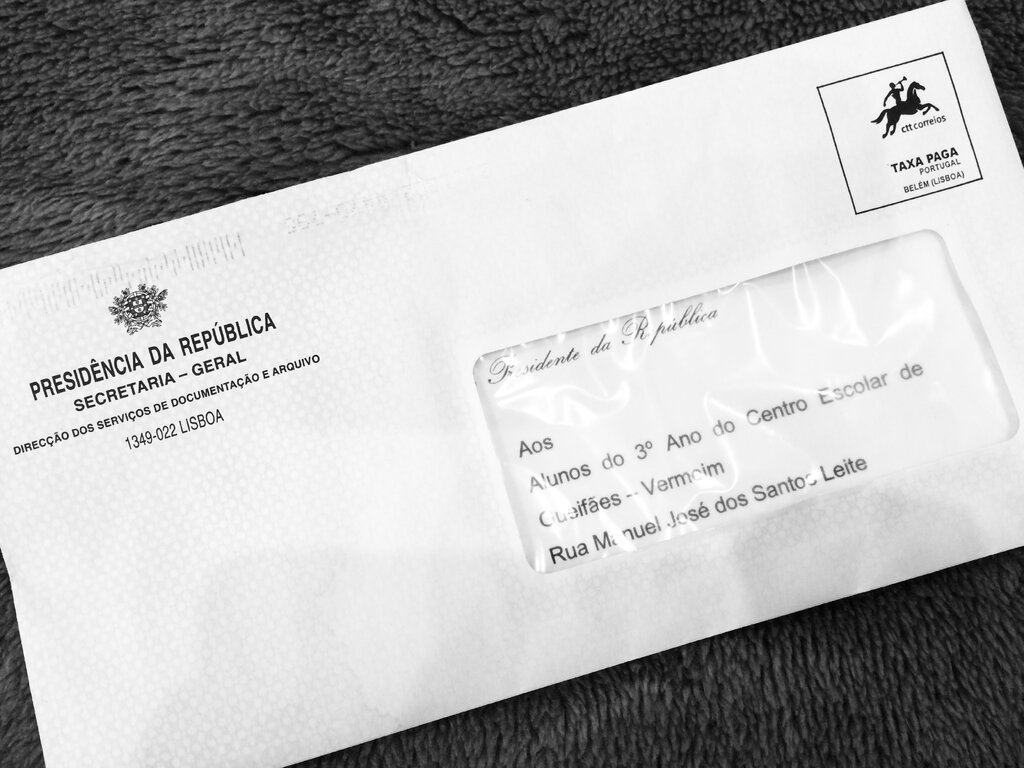 ctt correios
TAXA PAGA
PORTUGAL
BELÉM (LISBOA)
PRESIDÊNCIA DA REPÚBLICA
SECRETARIA – GERAL
DIRECÇÃO DOS SERVIÇOS DE DOCUMENTAÇÃO E ARQUIVO
1349-022 LISBOA
Presidente da República
Aos
Alunos do 3º Ano do Centro Escolar de
Gueifães – Vermoim
Rua Manuel José dos Santos Leite